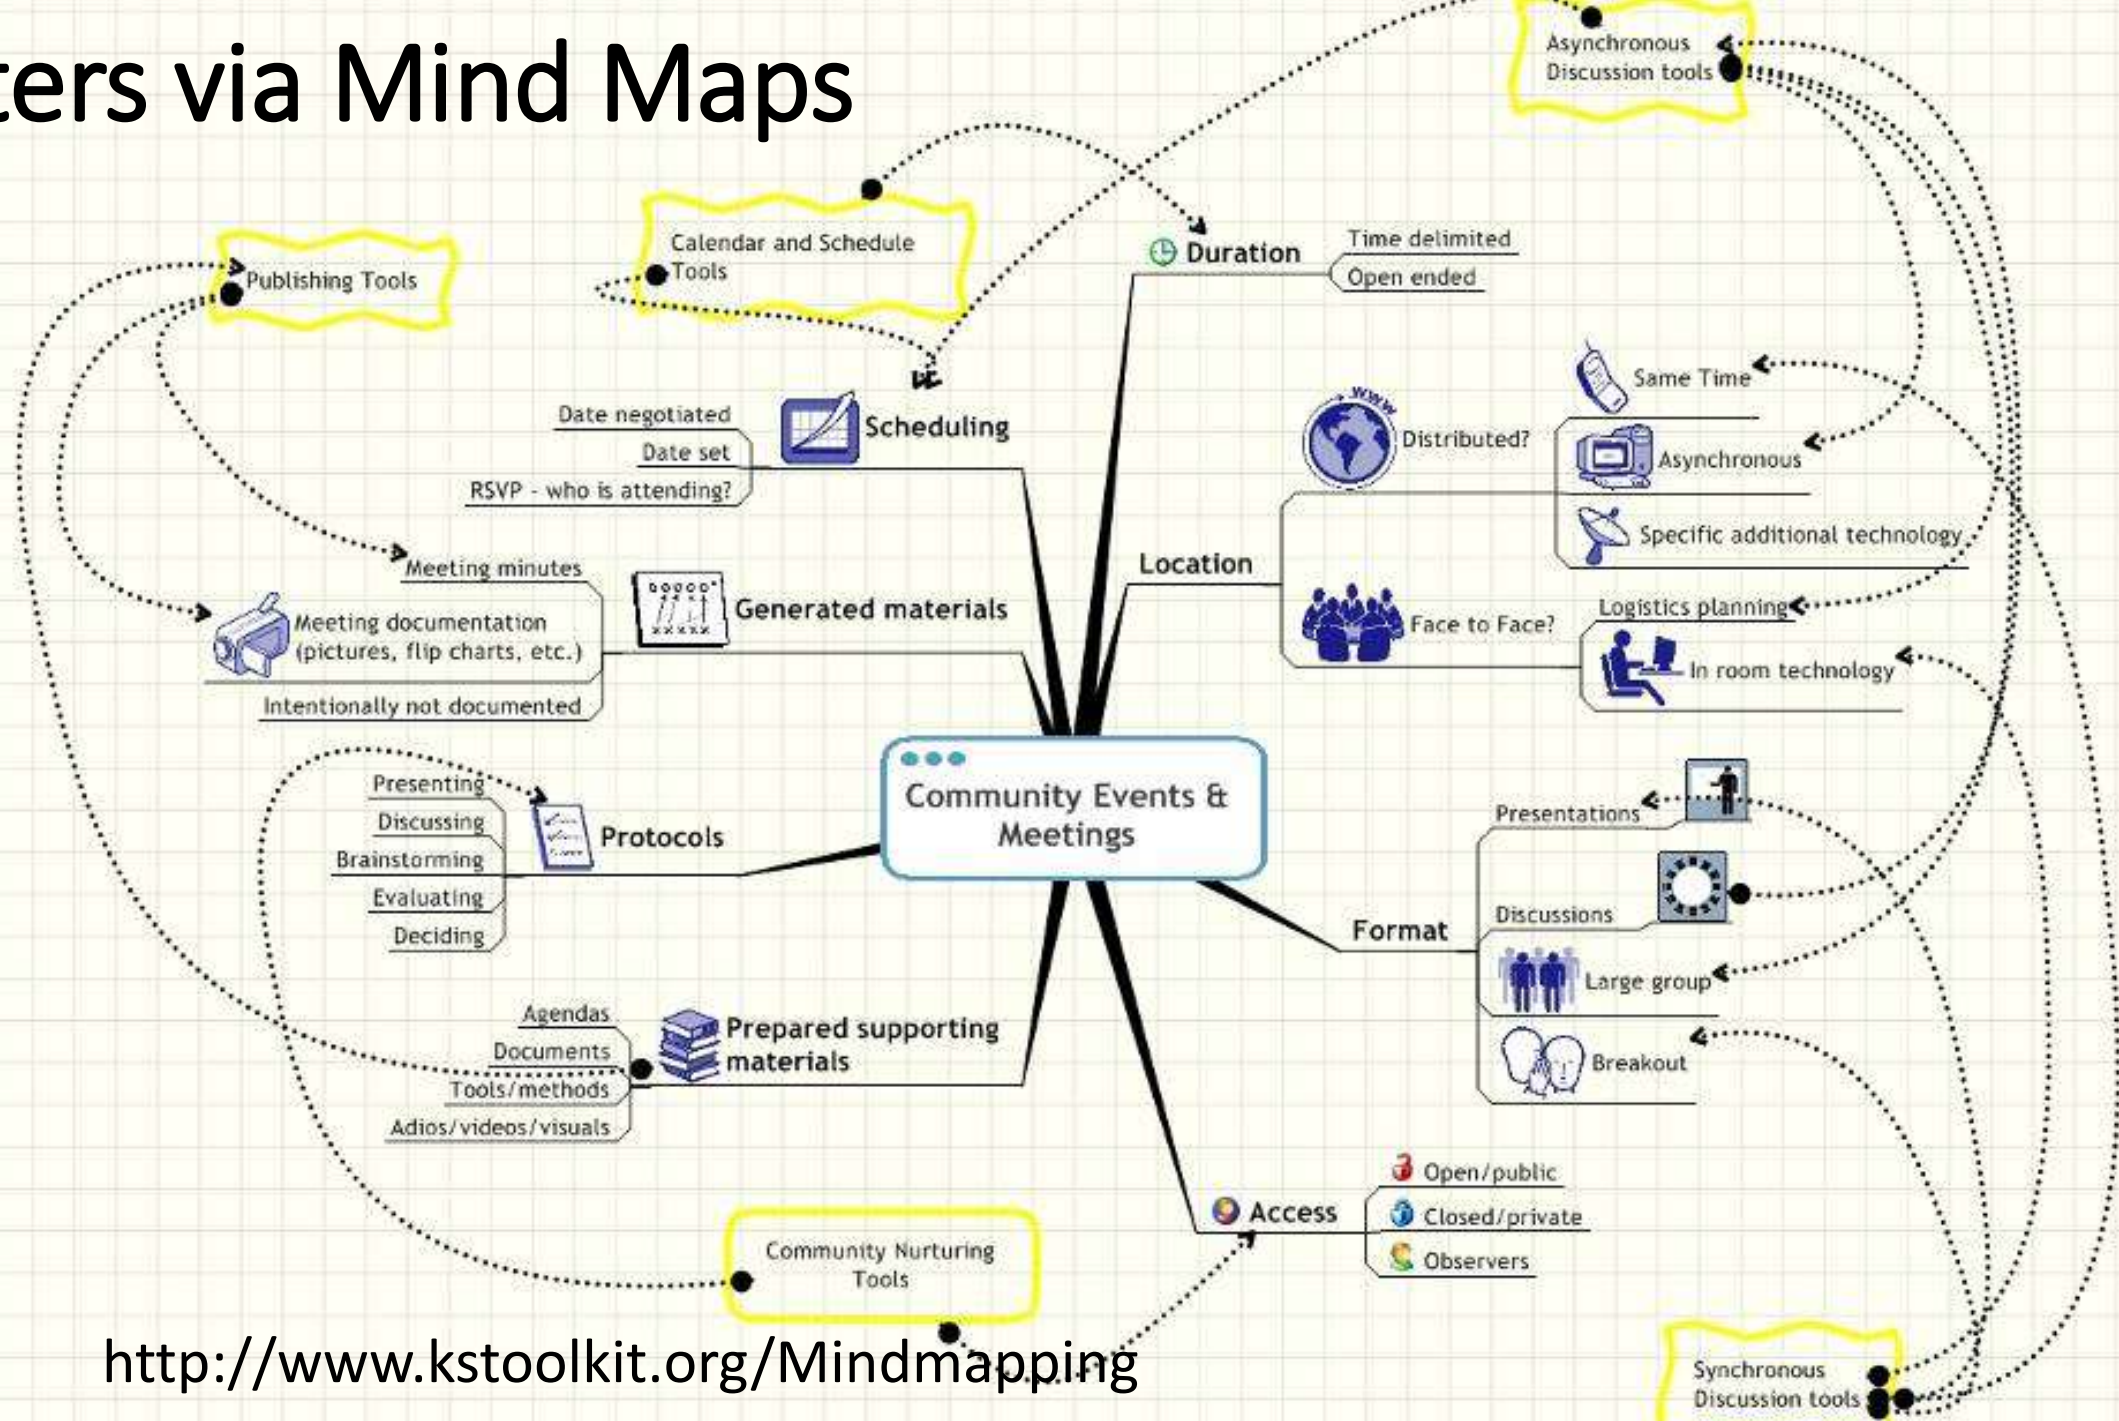 ters via Mind Maps
Asynchronous
Discussion tools
Publishing Tools
Calendar and Schedule
Tools
Duration
Time delimited
Open ended
Scheduling
Date negotiated
Date set
RSVP - who is attending?
WWW
Distributed?
Same Time
Asynchronous
Specific additional technology
Location
Face to Face?
Logistics planning
In room technology
Generated materials
Meeting minutes
Meeting documentation
(pictures, flip charts, etc.)
Intentionally not documented
Community Events &
Meetings
Protocols
Presenting
Discussing
Brainstorming
Evaluating
Deciding
Format
Presentations
Discussions
Large group
Breakout
Prepared supporting
materials
Agendas
Documents
Tools/methods
Adios/videos/visuals
Access
Open/public
Closed/private
Observers
Community Nurturing
Tools
http://www.kstoolkit.org/Mindmapping
Synchronous
Discussion tools